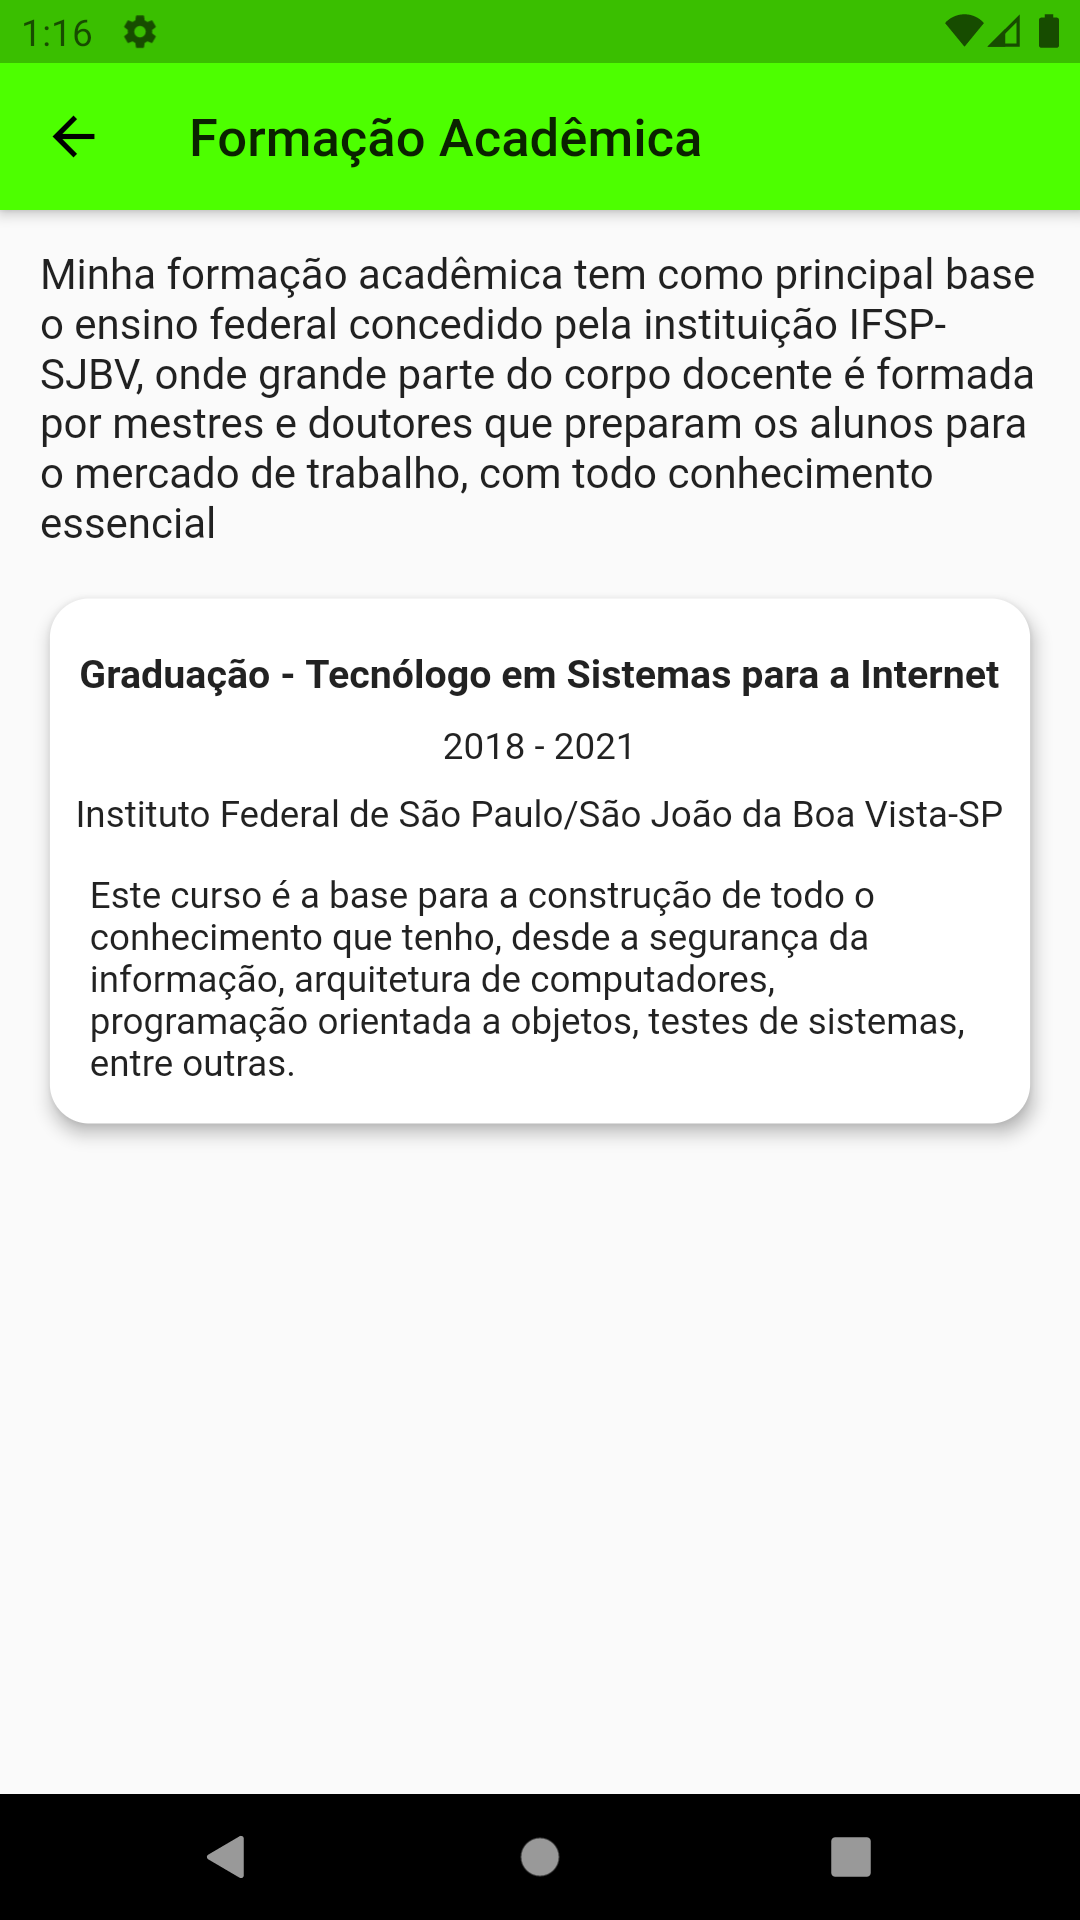 1:16
Formação Acadêmica
Minha formação acadêmica tem como principal base
o ensino federal concedido pela instituição IFSP-
SJBV, onde grande parte do corpo docente é formada
por mestres e doutores que preparam os alunos para
o mercado de trabalho, com todo conhecimento
essencial
Graduação - Tecnólogo em Sistemas para a Internet
2018 - 2021
Instituto Federal de São Paulo/São João da Boa Vista-SP
Este curso é a base para a construção de todo o
conhecimento que tenho, desde a segurança da
informação, arquitetura de computadores,
programação orientada a objetos, testes de sistemas,
entre outras.